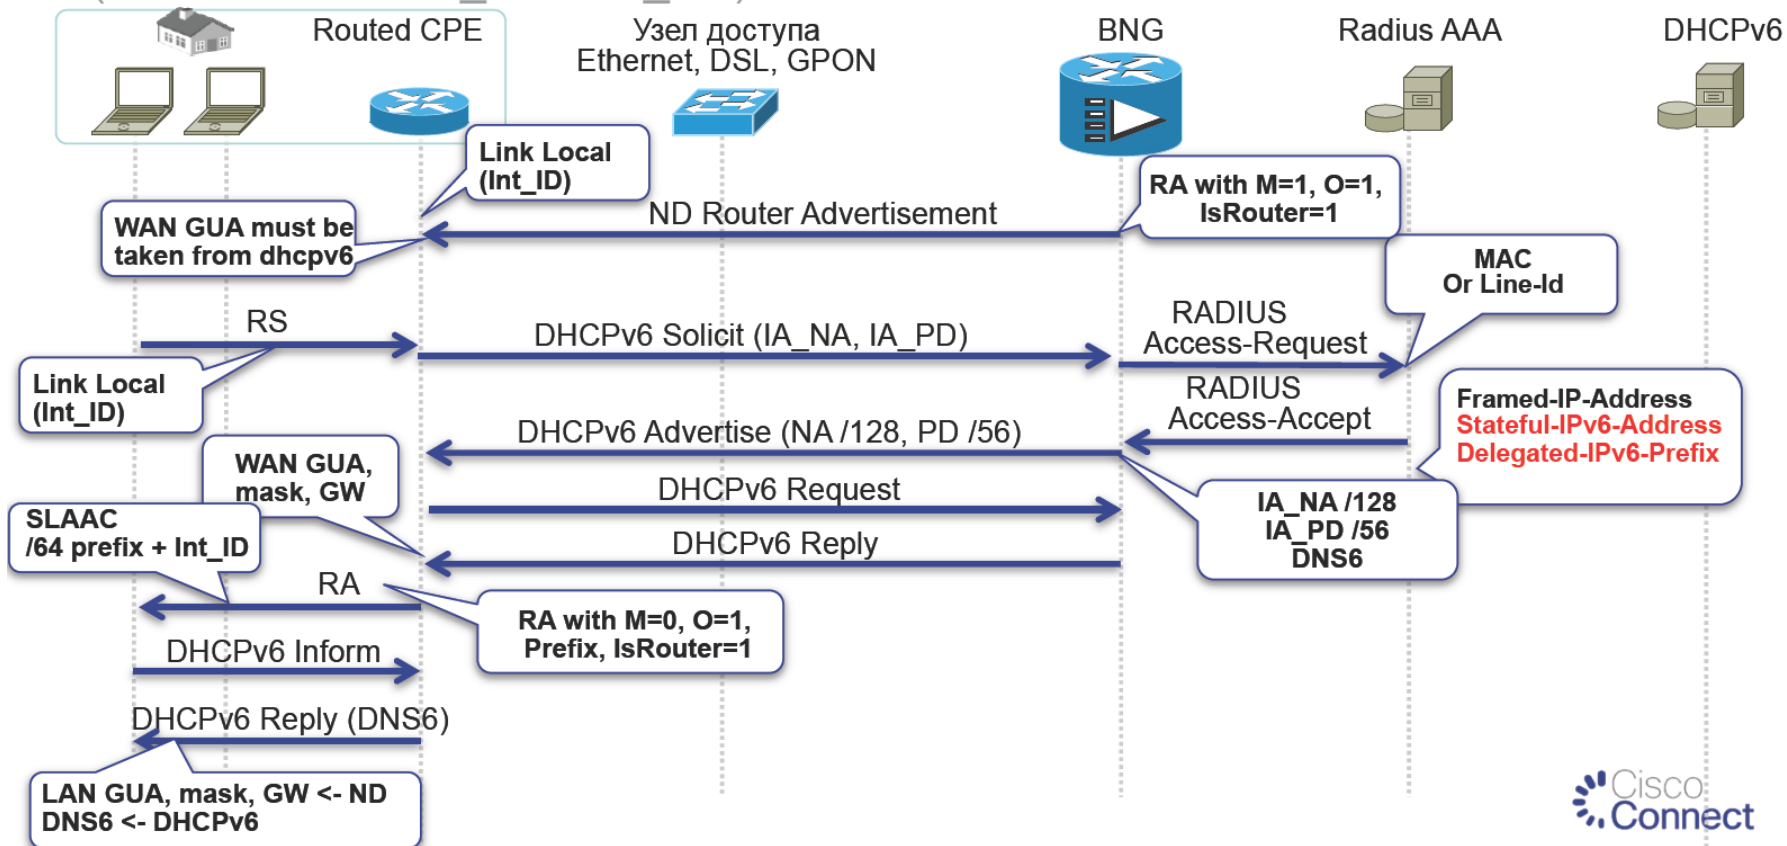 Routed CPE
Узел доступа
Ethernet, DSL, GPON
BNG
Radius AAA
DHCPv6
Link Local
(Int_ID)
RA with M=1, O=1,
IsRouter=1
ND Router Advertisement
WAN GUA must be
taken from dhcpv6
MAC
Or Line-Id
RS
DHCPv6 Solicit (IA_NA, IA_PD)
RADIUS
Access-Request
Link Local
(Int_ID)
RADIUS
Access-Accept
Framed-IP-Address
Stateful-IPv6-Address
Delegated-IPv6-Prefix
DHCPv6 Advertise (NA /128, PD /56)
WAN GUA,
mask, GW
DHCPv6 Request
IA_NA /128
IA_PD /56
DNS6
SLAAC
/64 prefix + Int_ID
DHCPv6 Reply
RA
RA with M=0, O=1,
Prefix, IsRouter=1
DHCPv6 Inform
DHCPv6 Reply (DNS6)
LAN GUA, mask, GW <- ND
DNS6 <- DHCPv6
Cisco
Connect